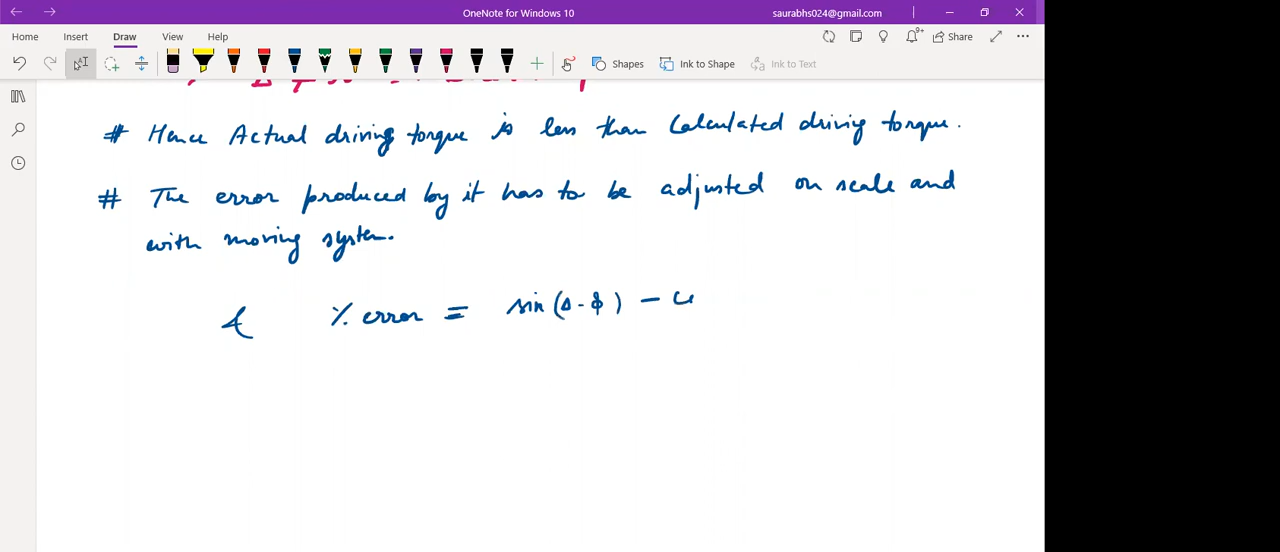 OneNote for Windows 10
saurabhs024@gmail.com
Home Insert Draw View Help
9+ Share
Shapes Ink to Shape Ink to Text
# Hence Actual driving torque is less than Calculated driving torque.
# The error produced by it has to be adjusted on scale and
with moving system.
& % error = sin (Δ-φ) -